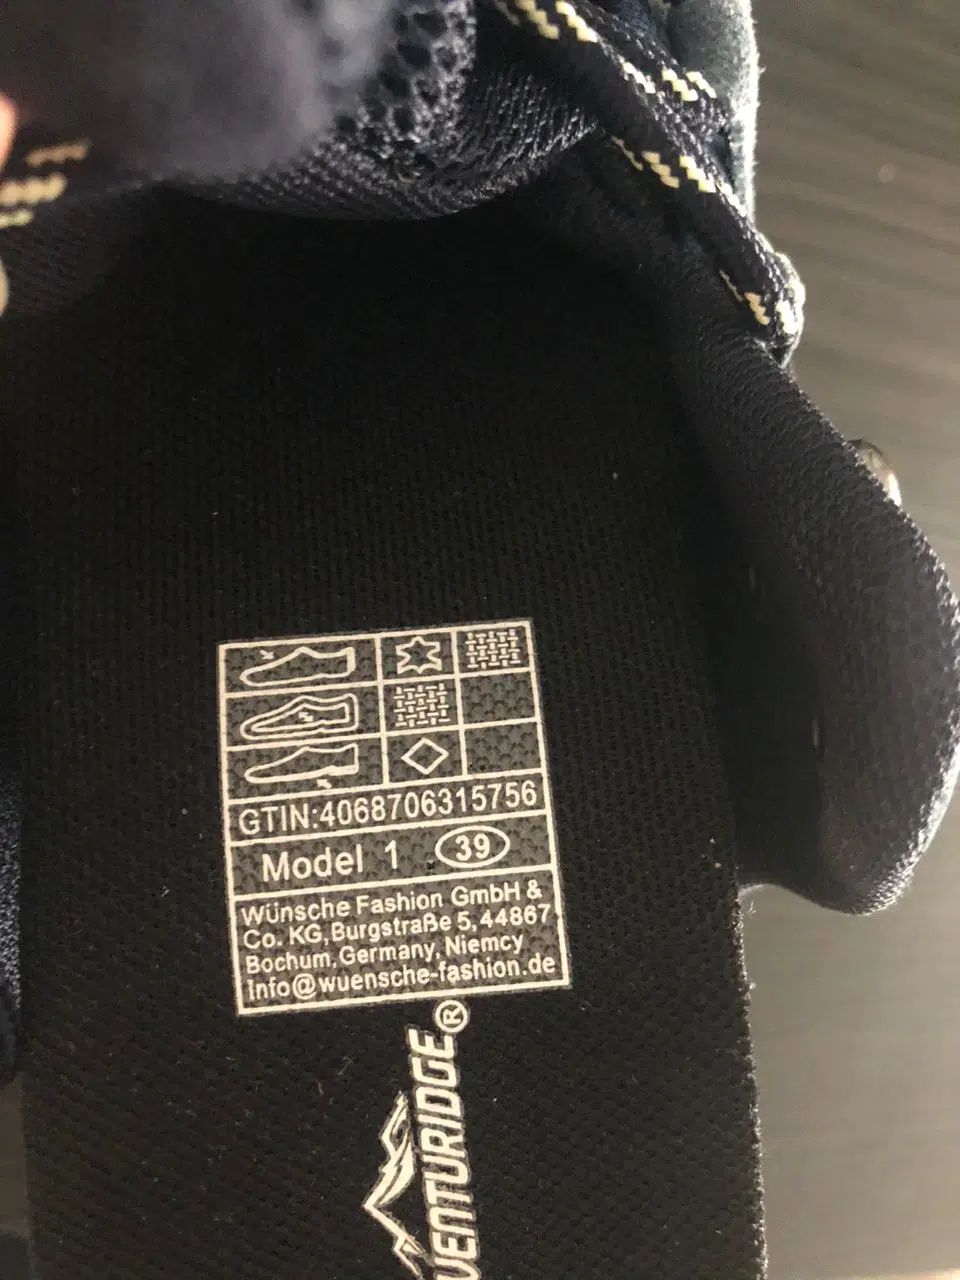 GTIN:4068706315756
Model 1 39
Wünsche Fashion GmbH &
Co. KG,Burgstraße 5,44867
Bochum,Germany,Niemcy
Info@wuensche-fashion.de
VENTURIDGE®